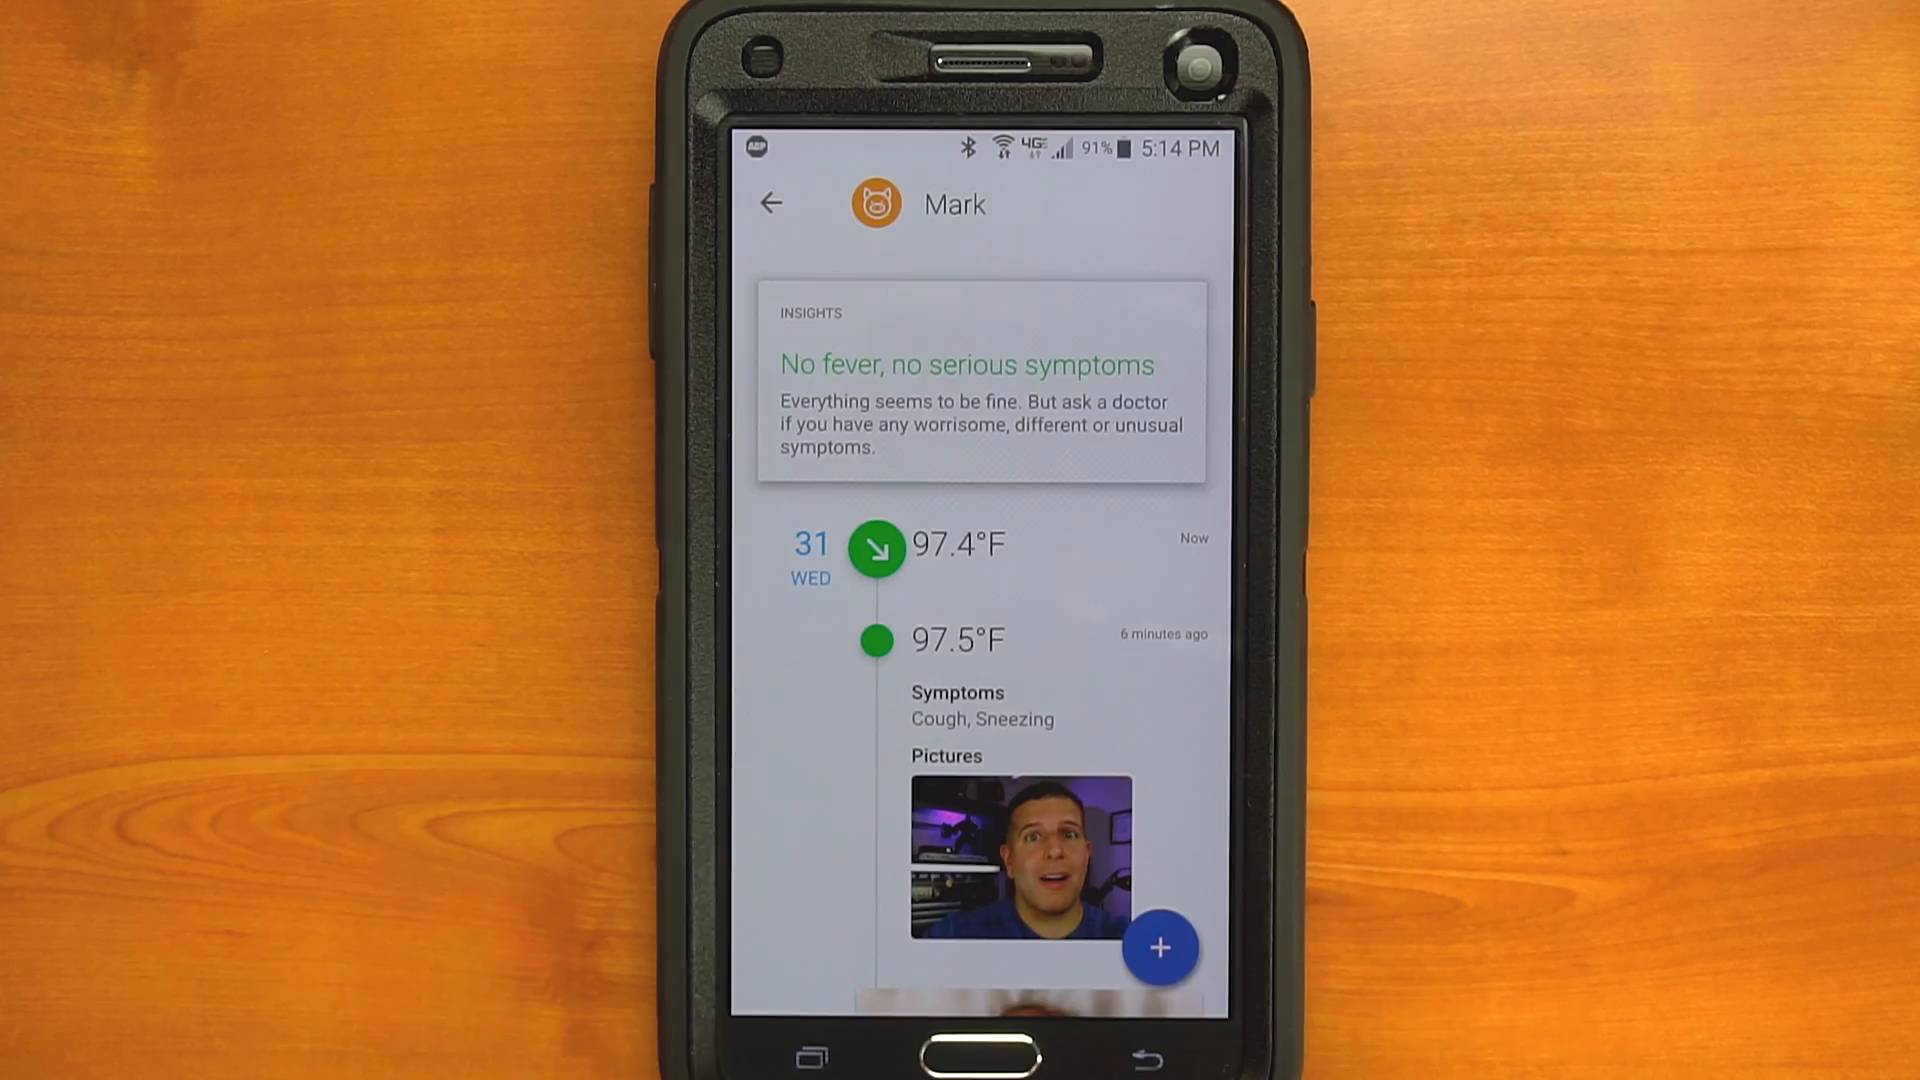 ABP 4GE 91% 5:14 PM
Mark
INSIGHTS
No fever, no serious symptoms
Everything seems to be fine. But ask a doctor
if you have any worrisome, different or unusual
symptoms.
31 97.4°F Now
WED
97.5°F 6 minutes ago
Symptoms
Cough, Sneezing
Pictures